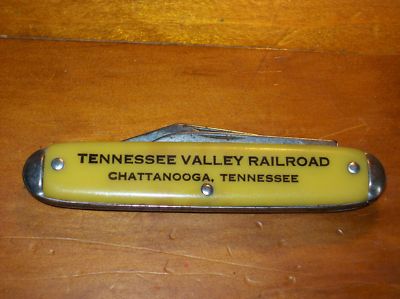 TENNESSEE VALLEY RAILROAD
CHATTANOOGA, TENNESSEE